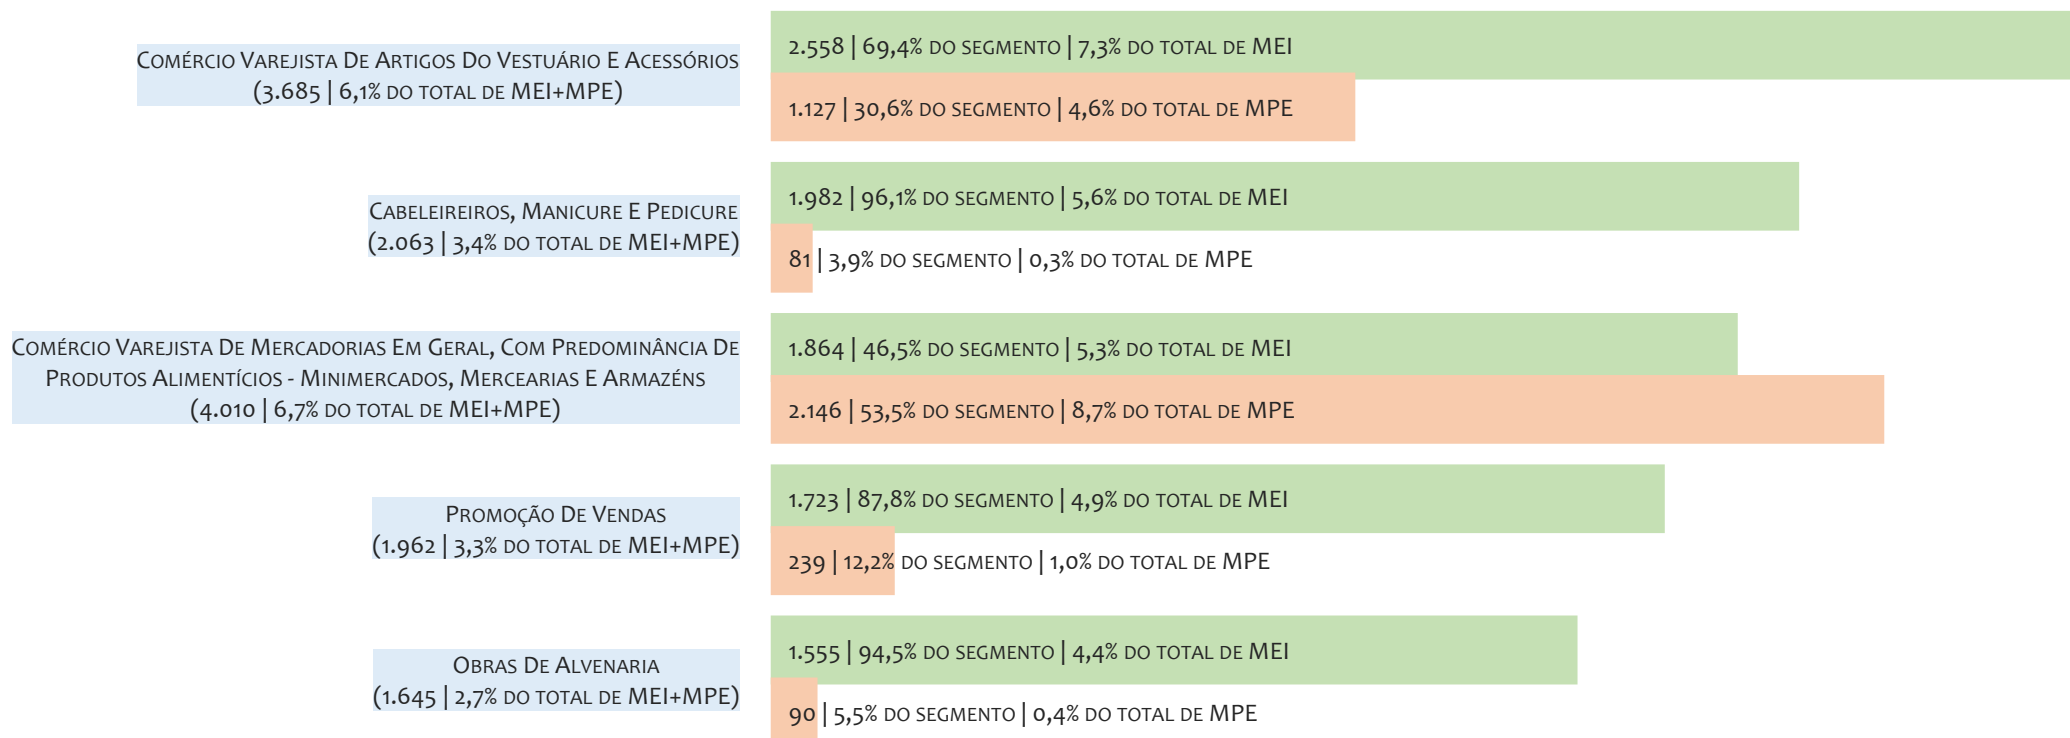 Comércio Varejista De Artigos Do Vestuário E Acessórios
(3.685 | 6,1% do total de MEI+MPE)
2.558 | 69,4% do segmento | 7,3% do total de MEI
1.127 | 30,6% do segmento | 4,6% do total de MPE
Cabeleireiros, Manicure E Pedicure
(2.063 | 3,4% do total de MEI+MPE)
1.982 | 96,1% do segmento | 5,6% do total de MEI
81 | 3,9% do segmento | 0,3% do total de MPE
Comércio Varejista De Mercadorias Em Geral, Com Predominância De
Produtos Alimentícios - Minimercados, Mercearias E Armazéns
(4.010 | 6,7% do total de MEI+MPE)
1.864 | 46,5% do segmento | 5,3% do total de MEI
2.146 | 53,5% do segmento | 8,7% do total de MPE
Promoção De Vendas
(1.962 | 3,3% do total de MEI+MPE)
1.723 | 87,8% do segmento | 4,9% do total de MEI
239 | 12,2% do segmento | 1,0% do total de MPE
Obras De Alvenaria
(1.645 | 2,7% do total de MEI+MPE)
1.555 | 94,5% do segmento | 4,4% do total de MEI
90 | 5,5% do segmento | 0,4% do total de MPE